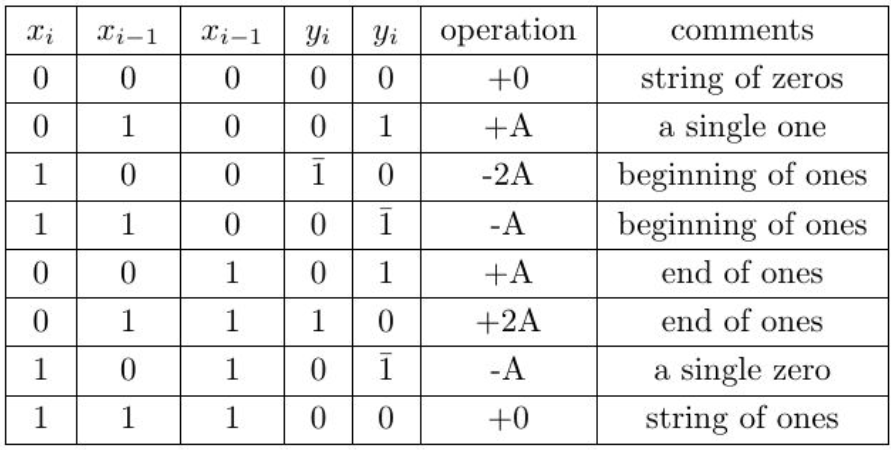 x_i x_{i-1} x_{i-1} y_i y_i operation comments
0 0 0 0 0 +0 string of zeros
0 1 0 0 1 +A a single one
1 0 0 1̄ 0 -2A beginning of ones
1 1 0 0 1̄ -A beginning of ones
0 0 1 0 1 +A end of ones
0 1 1 1 0 +2A end of ones
1 0 1 0 1̄ -A a single zero
1 1 1 0 0 +0 string of ones